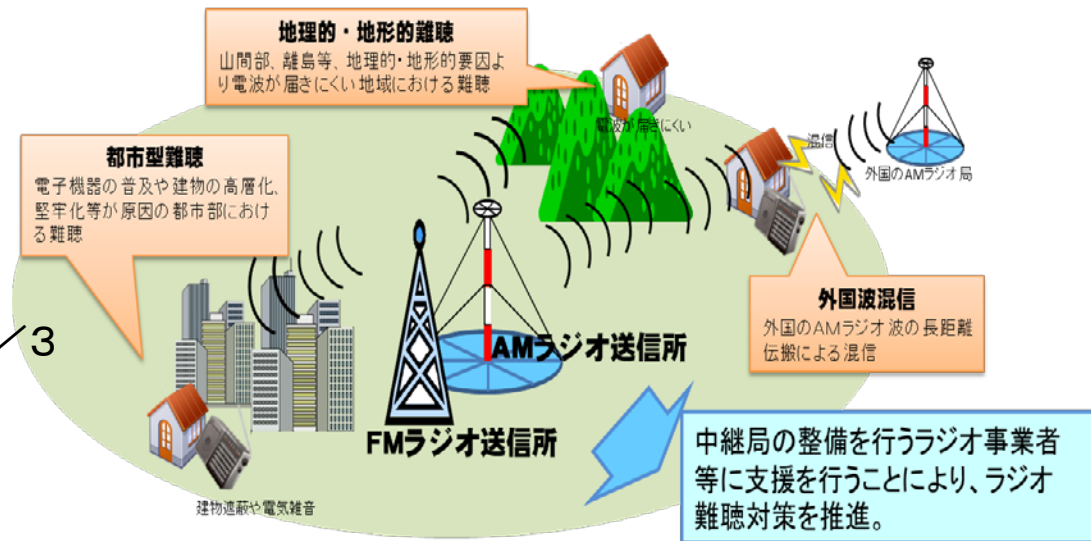 地理的・地形的難聴
山間部、離島等、地理的・地形的要因よ
り電波が届きにくい地域における難聴
電波が届きにくい
混信
外国のAMラジオ局
都市型難聴
電子機器の普及や建物の高層化、
堅牢化等が原因の都市部におけ
る難聴
外国波混信
外国のAMラジオ波の長距離
伝搬による混信
3
AMラジオ送信所
FMラジオ送信所
建物遮蔽や電気雑音
中継局の整備を行うラジオ事業者
等に支援を行うことにより、ラジオ
難聴対策を推進。